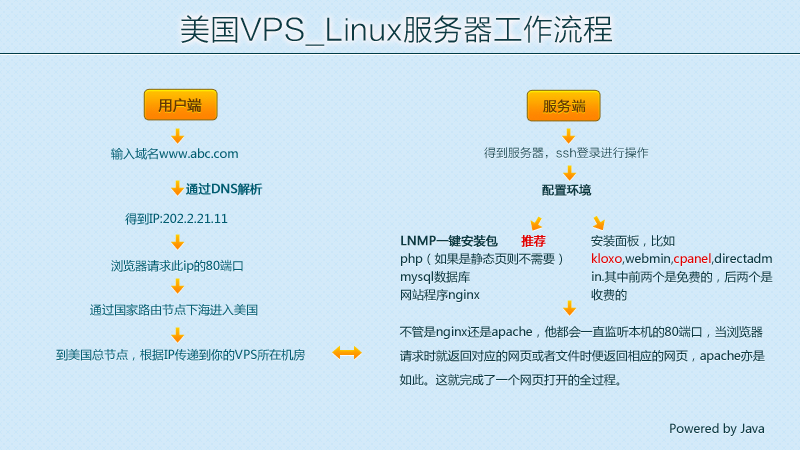 美国VPS_Linux服务器工作流程
用户端
输入域名www.abc.com
通过DNS解析
得到IP:202.2.21.11
浏览器请求此ip的80端口
通过国家路由节点下海进入美国
到美国总节点，根据IP传递到你的VPS所在机房
服务端
得到服务器，ssh登录进行操作
配置环境
LNMP一键安装包 推荐
php（如果是静态页则不需要）
mysql数据库
网站程序nginx
安装面板，比如
kloxo,webmin,cpanel,directadm
in.其中前两个是免费的，后两个是
收费的
不管是nginx还是apache，他都会一直监听本机的80端口，当浏览器
请求时就返回对应的网页或者文件时便返回相应的网页，apache亦是
如此。这就完成了一个网页打开的全过程。
Powered by Java